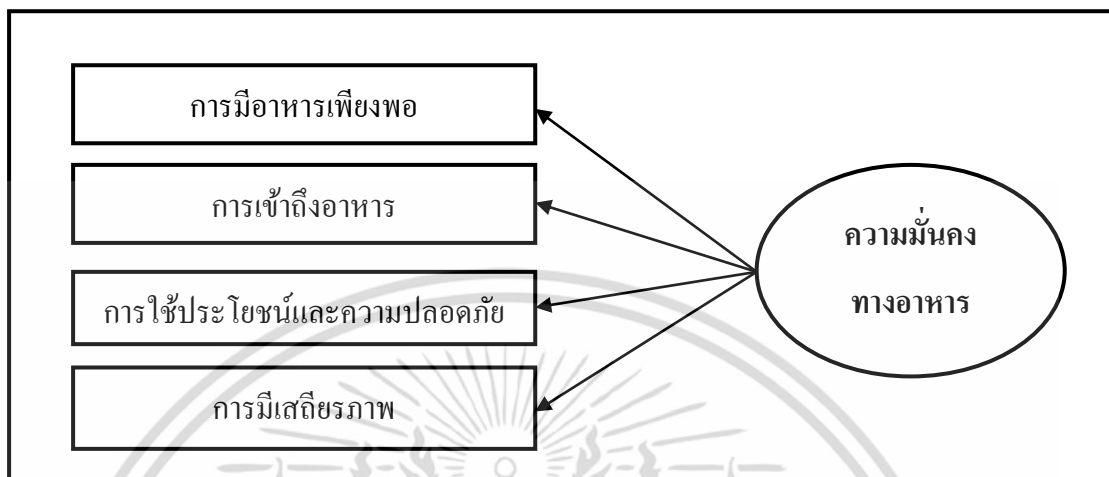 การมีอาหารเพียงพอ
การเข้าถึงอาหาร
การใช้ประโยชน์และความปลอดภัย
การมีเสถียรภาพ
ความมั่นคง
ทางอาหาร